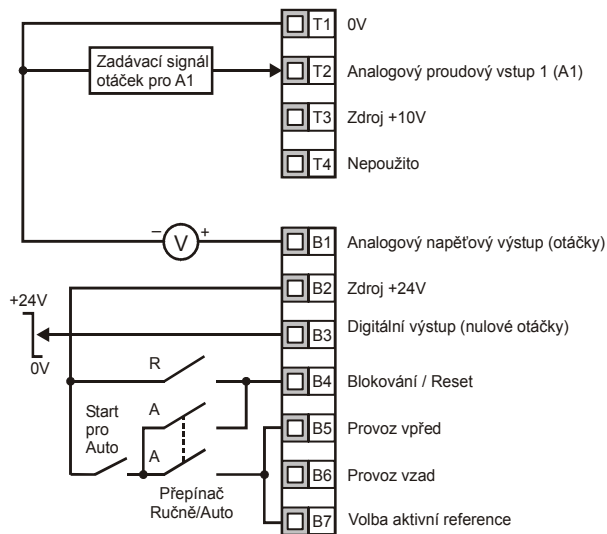 T1 0V
Zadávací signál
otáček pro A1
T2 Analogový proudový vstup 1 (A1)
T3 Zdroj +10V
T4 Nepoužito
– V +
B1 Analogový napěťový výstup (otáčky)
B2 Zdroj +24V
+24V
0V
B3 Digitální výstup (nulové otáčky)
R
B4 Blokování / Reset
Start
pro
Auto
A
A
B5 Provoz vpřed
B6 Provoz vzad
Přepínač
Ručně/Auto
B7 Volba aktivní reference